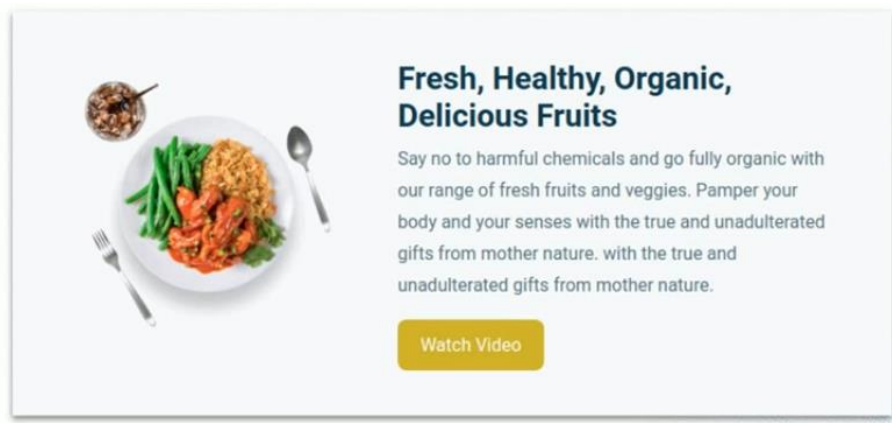 Fresh, Healthy, Organic,
Delicious Fruits
Say no to harmful chemicals and go fully organic with
our range of fresh fruits and veggies. Pamper your
body and your senses with the true and unadulterated
gifts from mother nature. with the true and
unadulterated gifts from mother nature.
Watch Video